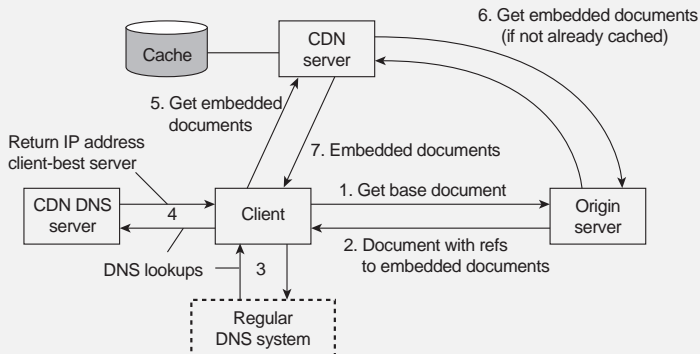 6. Get embedded documents
(if not already cached)
CDN
server
Cache
5. Get embedded
documents
Return IP address
client-best server
7. Embedded documents
1. Get base document
CDN DNS
server
4
Client
Origin
server
2. Document with refs
to embedded documents
DNS lookups
3
Regular
DNS system